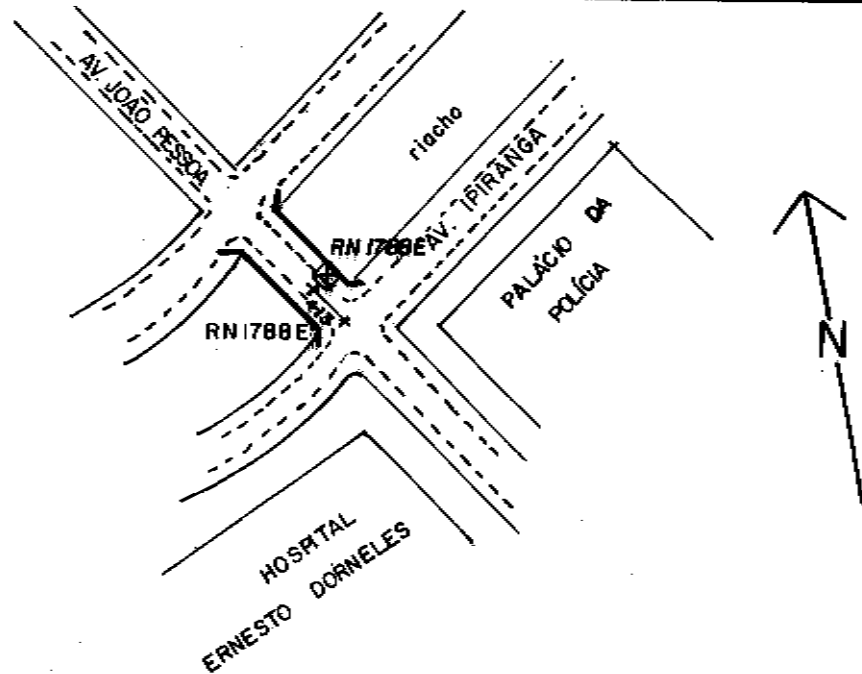 AV. JOÃO PESSOA
riacho
AV. IPIRANGA
RN 1788E
PALÁCIO DA
POLÍCIA
RN 1788E
N
HOSPITAL
ERNESTO DORNELES